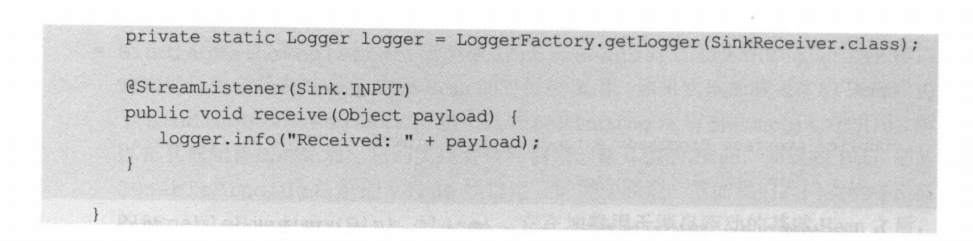 private static Logger logger = LoggerFactory.getLogger(SinkReceiver.class);
@StreamListener(Sink.INPUT)
public void receive(Object payload) {
logger.info("Received: " + payload);
}
}